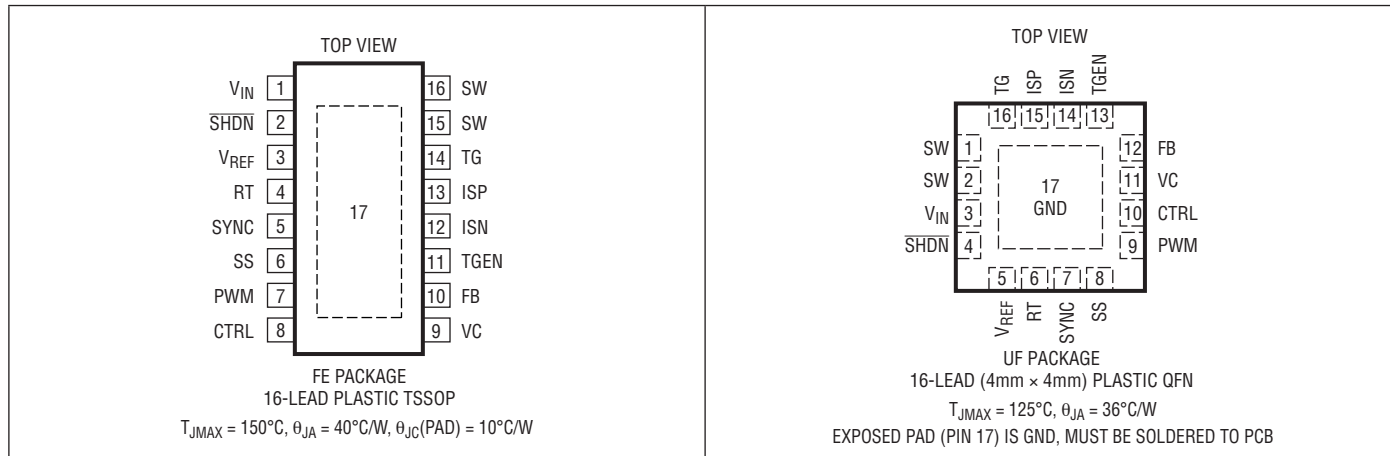 TOP VIEW
VIN 1
SHDN 2
VREF 3
RT 4
SYNC 5
SS 6
PWM 7
CTRL 8
17
16 SW
15 SW
14 TG
13 ISP
12 ISN
11 TGEN
10 FB
9 VC
FE PACKAGE
16-LEAD PLASTIC TSSOP
TJMAX = 150°C, θJA = 40°C/W, θJC(PAD) = 10°C/W
TOP VIEW
TG ISP ISN TGEN
16 15 14 13
SW 1
SW 2
VIN 3
SHDN 4
17
GND
12 FB
11 VC
10 CTRL
9 PWM
5 6 7 8
VREF RT SYNC SS
UF PACKAGE
16-LEAD (4mm × 4mm) PLASTIC QFN
TJMAX = 125°C, θJA = 36°C/W
EXPOSED PAD (PIN 17) IS GND, MUST BE SOLDERED TO PCB